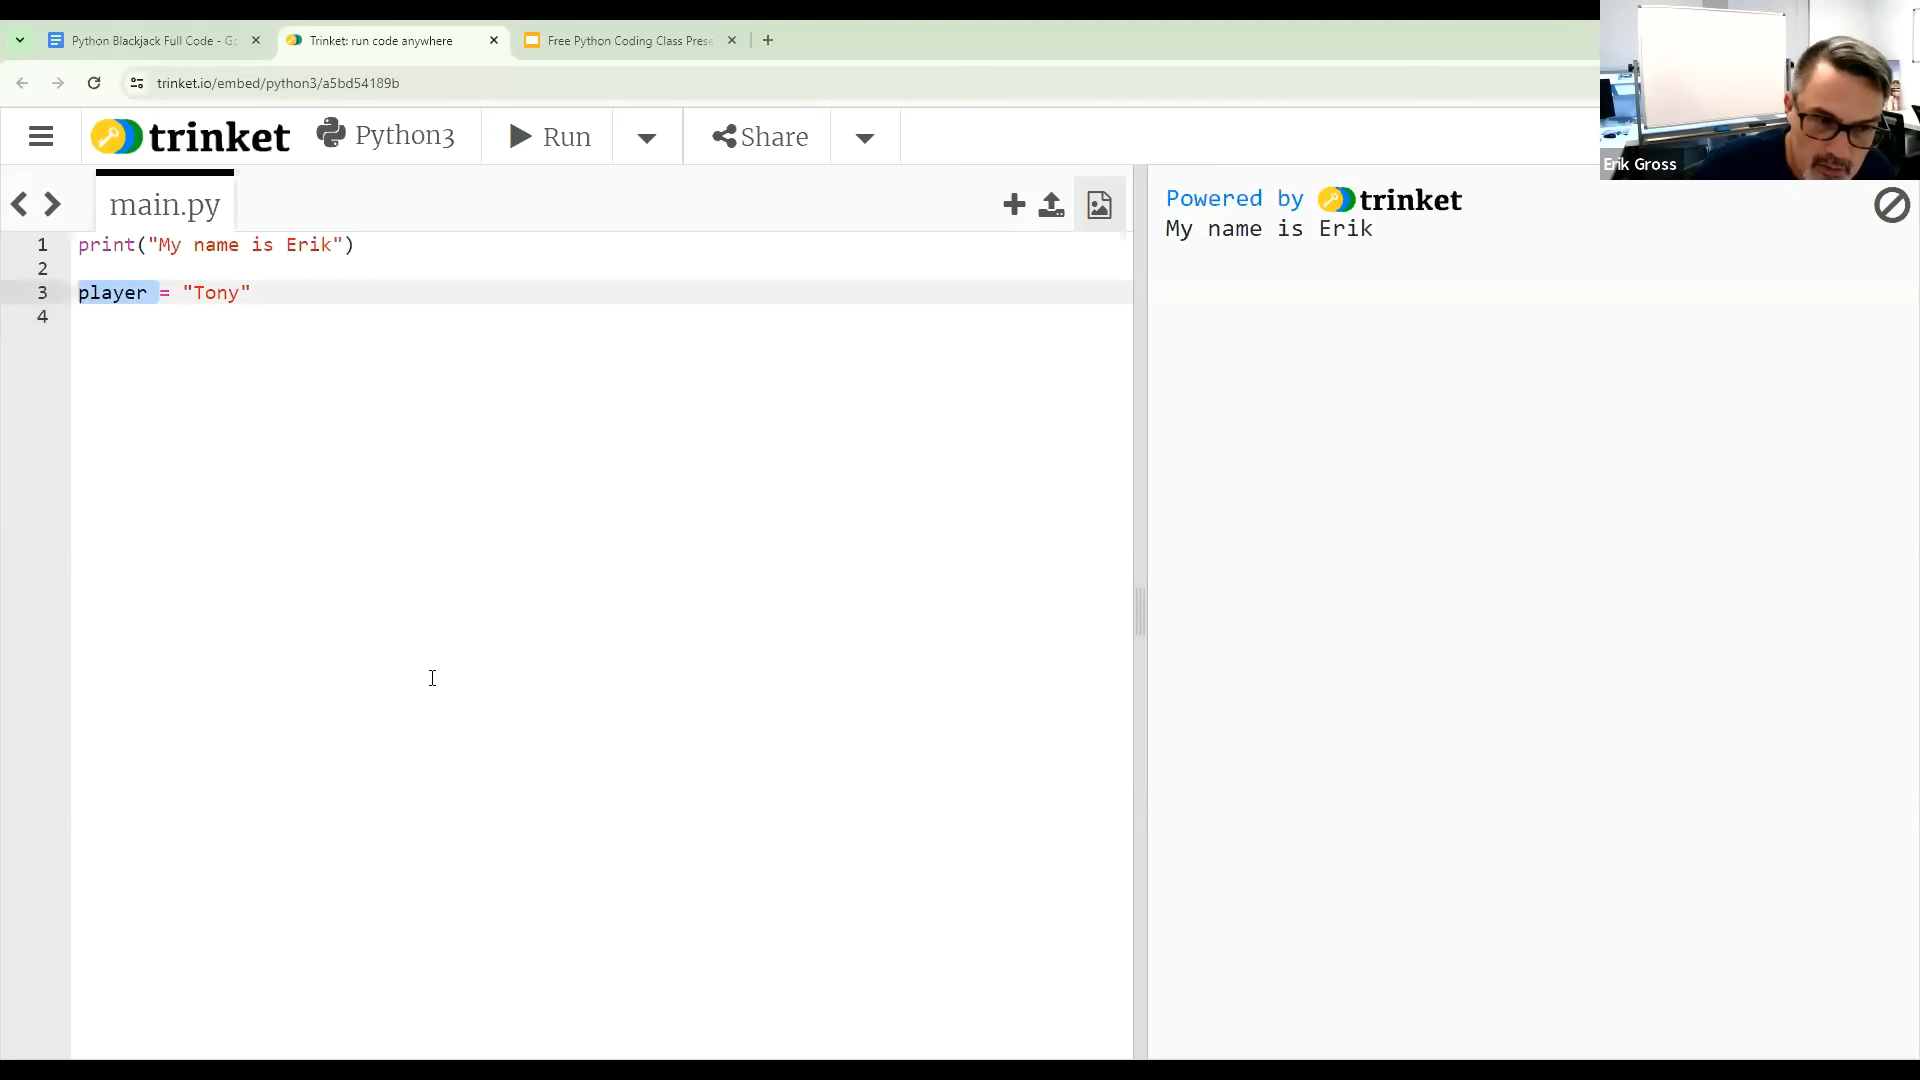 Python Blackjack Full Code - Go
Trinket: run code anywhere
Free Python Coding Class Prese
trinket.io/embed/python3/a5bd54189b
trinket
Python3
Run
Share
main.py
1 print("My name is Erik")
2
3 player = "Tony"
4
Powered by trinket
My name is Erik
Erik Gross